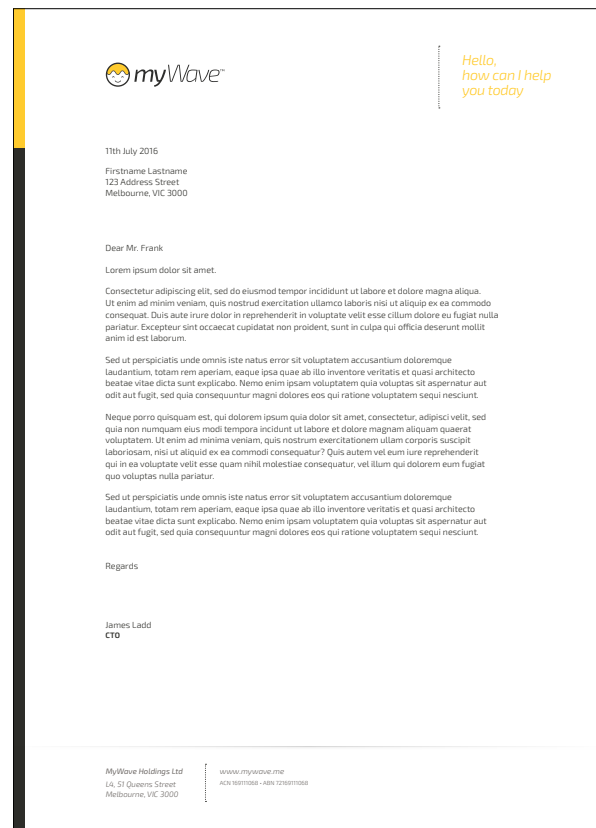 myWave™
Hello,
how can I help
you today
11th July 2016
Firstname Lastname
123 Address Street
Melbourne, VIC 3000
Dear Mr. Frank
Lorem ipsum dolor sit amet.
Consectetur adipiscing elit, sed do eiusmod tempor incididunt ut labore et dolore magna aliqua.
Ut enim ad minim veniam, quis nostrud exercitation ullamco laboris nisi ut aliquip ex ea commodo
consequat. Duis aute irure dolor in reprehenderit in voluptate velit esse cillum dolore eu fugiat nulla
pariatur. Excepteur sint occaecat cupidatat non proident, sunt in culpa qui officia deserunt mollit
anim id est laborum.
Sed ut perspiciatis unde omnis iste natus error sit voluptatem accusantium doloremque
laudantium, totam rem aperiam, eaque ipsa quae ab illo inventore veritatis et quasi architecto
beatae vitae dicta sunt explicabo. Nemo enim ipsam voluptatem quia voluptas sit aspernatur aut
odit aut fugit, sed quia consequuntur magni dolores eos qui ratione voluptatem sequi nesciunt.
Neque porro quisquam est, qui dolorem ipsum quia dolor sit amet, consectetur, adipisci velit, sed
quia non numquam eius modi tempora incidunt ut labore et dolore magnam aliquam quaerat
voluptatem. Ut enim ad minima veniam, quis nostrum exercitationem ullam corporis suscipit
laboriosam, nisi ut aliquid ex ea commodi consequatur? Quis autem vel eum iure reprehenderit
qui in ea voluptate velit esse quam nihil molestiae consequatur, vel illum qui dolorem eum fugiat
quo voluptas nulla pariatur.
Sed ut perspiciatis unde omnis iste natus error sit voluptatem accusantium doloremque
laudantium, totam rem aperiam, eaque ipsa quae ab illo inventore veritatis et quasi architecto
beatae vitae dicta sunt explicabo. Nemo enim ipsam voluptatem quia voluptas sit aspernatur aut
odit aut fugit, sed quia consequuntur magni dolores eos qui ratione voluptatem sequi nesciunt.
Regards
James Ladd
CTO
MyWave Holdings Ltd
L4, 51 Queens Street
Melbourne, VIC 3000
www.mywave.me
ACN 169111068 • ABN 72169111068